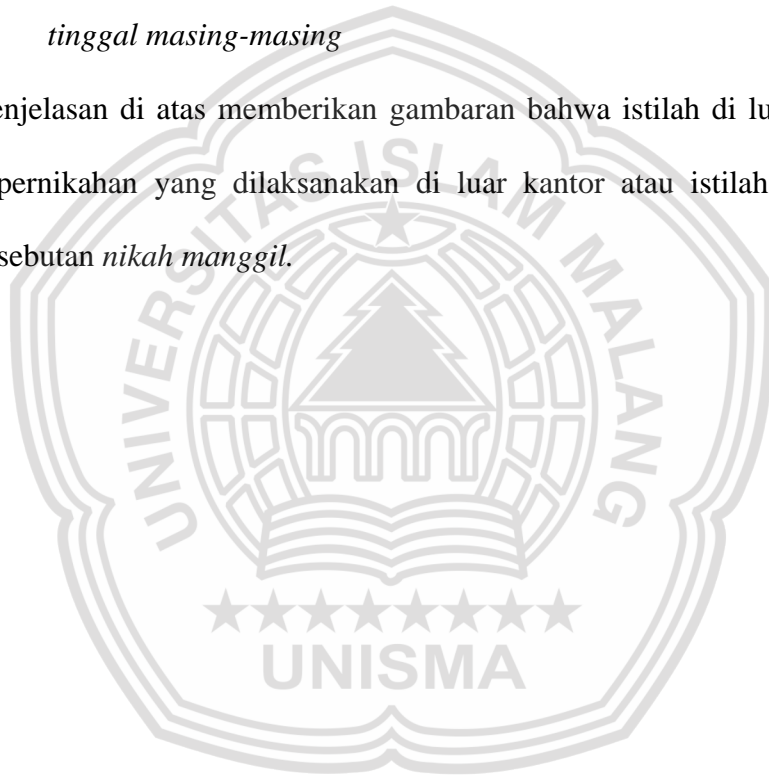 tinggal masing-masing
enjelasan di atas memberikan gambaran bahwa istilah di lu
pernikahan yang dilaksanakan di luar kantor atau istilah
sebutan nikah manggil.
UNIVERSITAS ISLAM MALANG
UNISMA